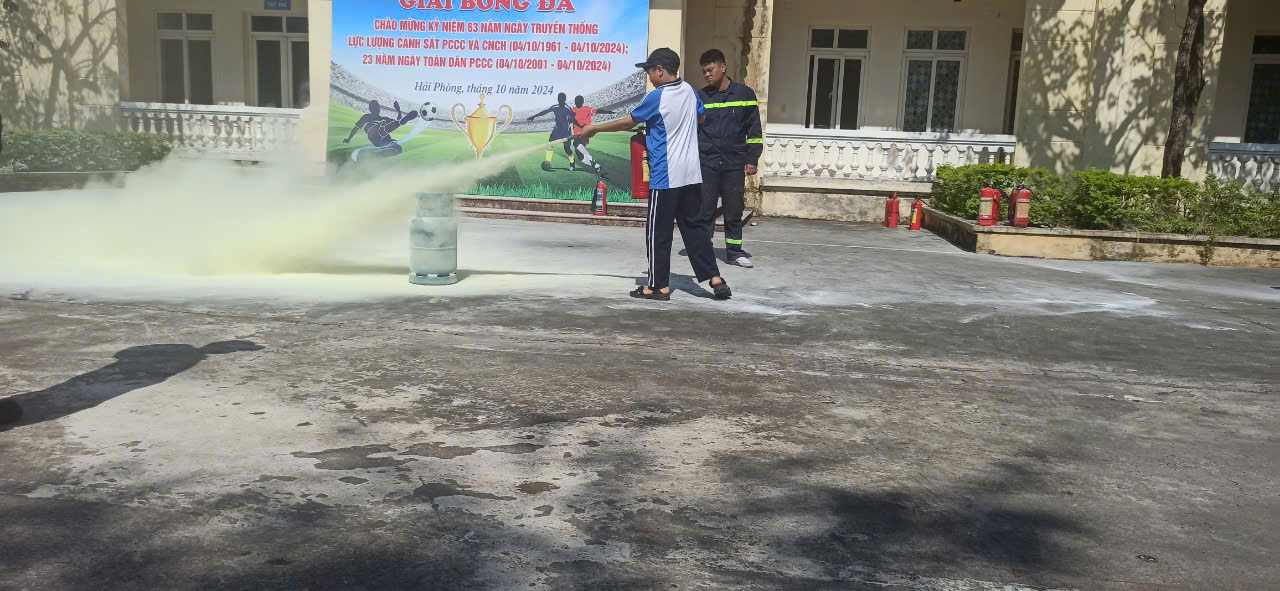 GIẢI BÓNG ĐÁ
CHÀO MỪNG KỶ NIỆM 63 NĂM NGÀY TRUYỀN THỐNG
LỰC LƯỢNG CẢNH SÁT PCCC VÀ CNCH (04/10/1961 - 04/10/2024);
23 NĂM NGÀY TOÀN DÂN PCCC (04/10/2001 - 04/10/2024)
Hải Phòng, tháng 10 năm 2024